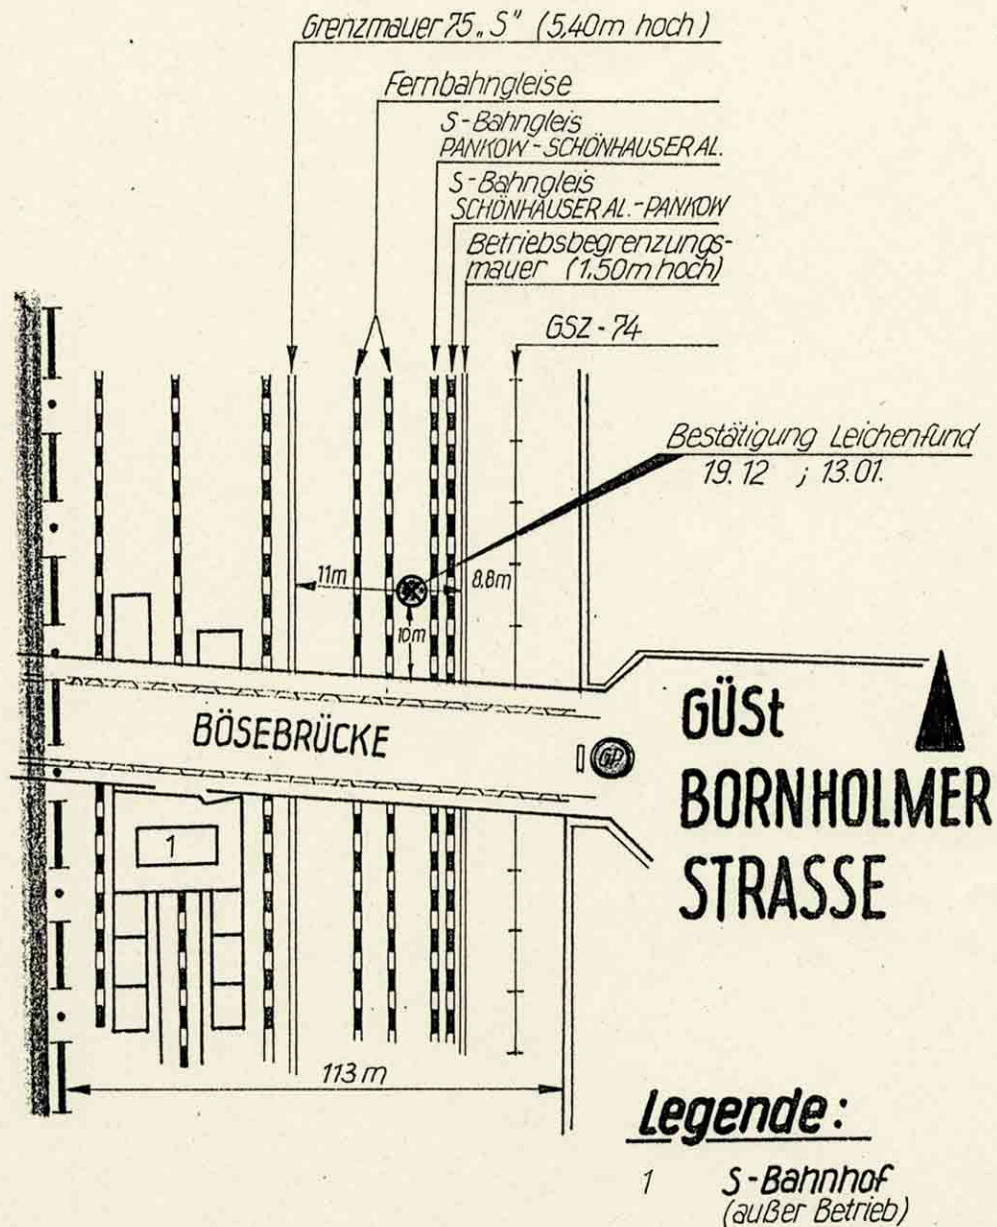 Grenzmauer 75 „S" (5,40m hoch)
Fernbahngleise
S-Bahngleis
PANKOW-SCHÖNHAUSER AL.
S-Bahngleis
SCHÖNHAUSER AL.-PANKOW
Betriebsbegrenzungs-
mauer (1,50m hoch)
GSZ-74
Bestätigung Leichenfund
19.12 ; 13.01.
11m
8,8m
10m
BÖSEBRÜCKE
GP
GÜSt
BORNHOLMER
STRASSE
1
113m
Legende:
1 S-Bahnhof
(außer Betrieb)